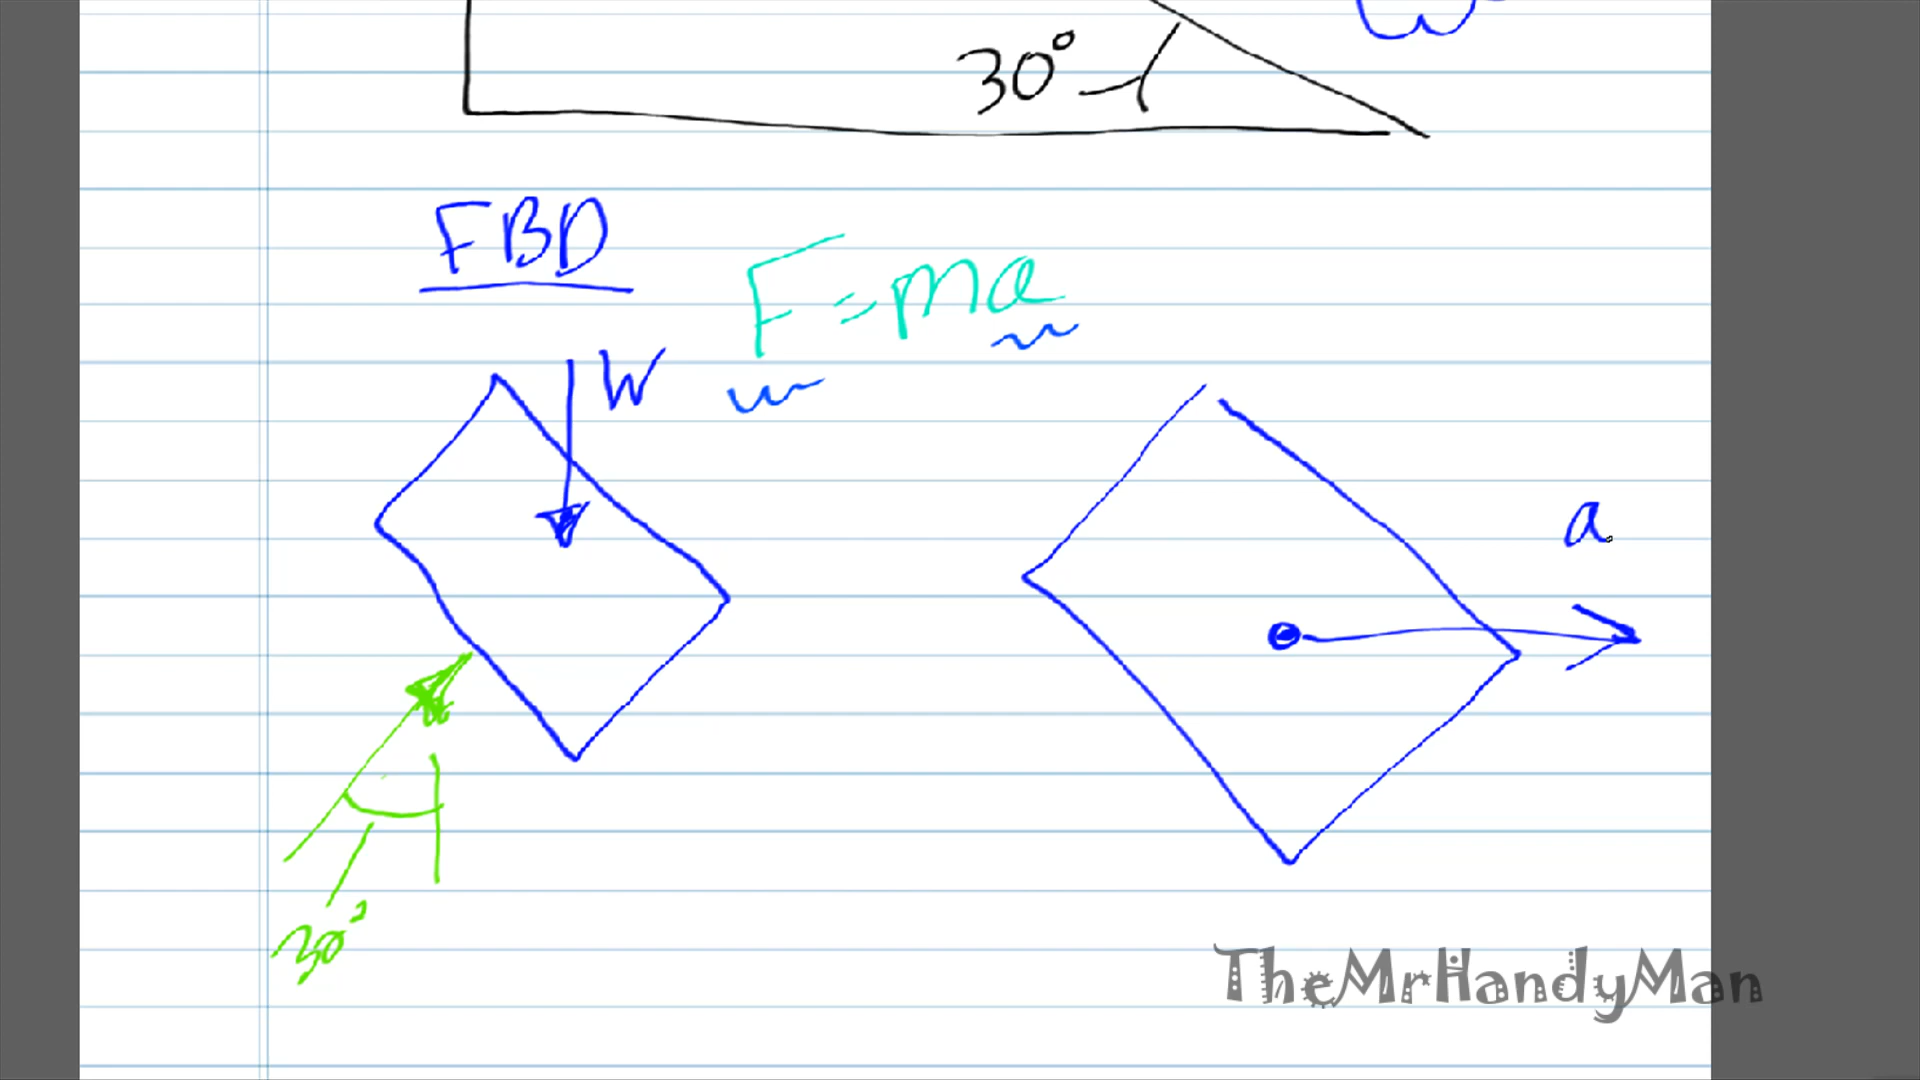 30°
FBD
F=ma
W
a
30°
TheMrHandyMan